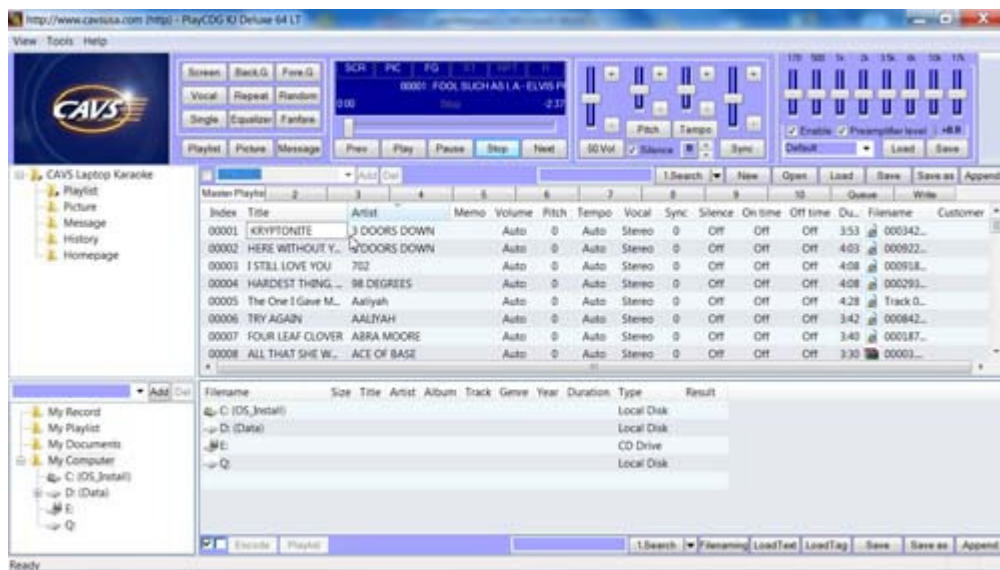 http://www.cavsusa.com (http) - PlayCDG KJ Deluxe 64 LT
View Tools Help
CAVS
Screen Back.G Fore.G
Vocal Repeat Random
Single Equalizer Fanfare
Playlist Picture Message
SCR PIC FG
00001 FOOL SUCH AS I, A - ELVIS
0:00 Stop -2:37
Prev Play Pause Stop Next
Pitch Tempo
50 Vol Silence Sync
Enable Preamplifier level
Default Load Save
CAVS Laptop Karaoke
Playlist
Picture
Message
History
Homepage
Add Del 1.Search New Open Load Save Save as Append
Master Playlist 2 3 4 5 6 7 8 9 10 Queue Write
Index Title Artist Memo Volume Pitch Tempo Vocal Sync Silence On time Off time Du... Filename Customer
00001 KRYPTONITE 3 DOORS DOWN Auto 0 Auto Stereo 0 Off Off Off 3:53 000342...
00002 HERE WITHOUT Y... DOORS DOWN Auto 0 Auto Stereo 0 Off Off Off 4:03 000922...
00003 I STILL LOVE YOU 702 Auto 0 Auto Stereo 0 Off Off Off 4:08 000918...
00004 HARDEST THING, ... 98 DEGREES Auto 0 Auto Stereo 0 Off Off Off 4:08 000293...
00005 The One I Gave M... Aaliyah Auto 0 Auto Stereo 0 Off Off Off 4:28 Track 0...
00006 TRY AGAIN AALIYAH Auto 0 Auto Stereo 0 Off Off Off 3:42 000842...
00007 FOUR LEAF CLOVER ABRA MOORE Auto 0 Auto Stereo 0 Off Off Off 3:40 000187...
00008 ALL THAT SHE W... ACE OF BASE Auto 0 Auto Stereo 0 Off Off Off 3:30 00003...
Add Del
My Record
My Playlist
My Documents
My Computer
C: (OS_Install)
D: (Data)
E:
Q:
Filename Size Title Artist Album Track Genre Year Duration Type Result
C: (OS_Install) Local Disk
D: (Data) Local Disk
E: CD Drive
Q: Local Disk
Encode Playlist 1.Search Filenaming LoadText LoadTag Save Save as Append
Ready